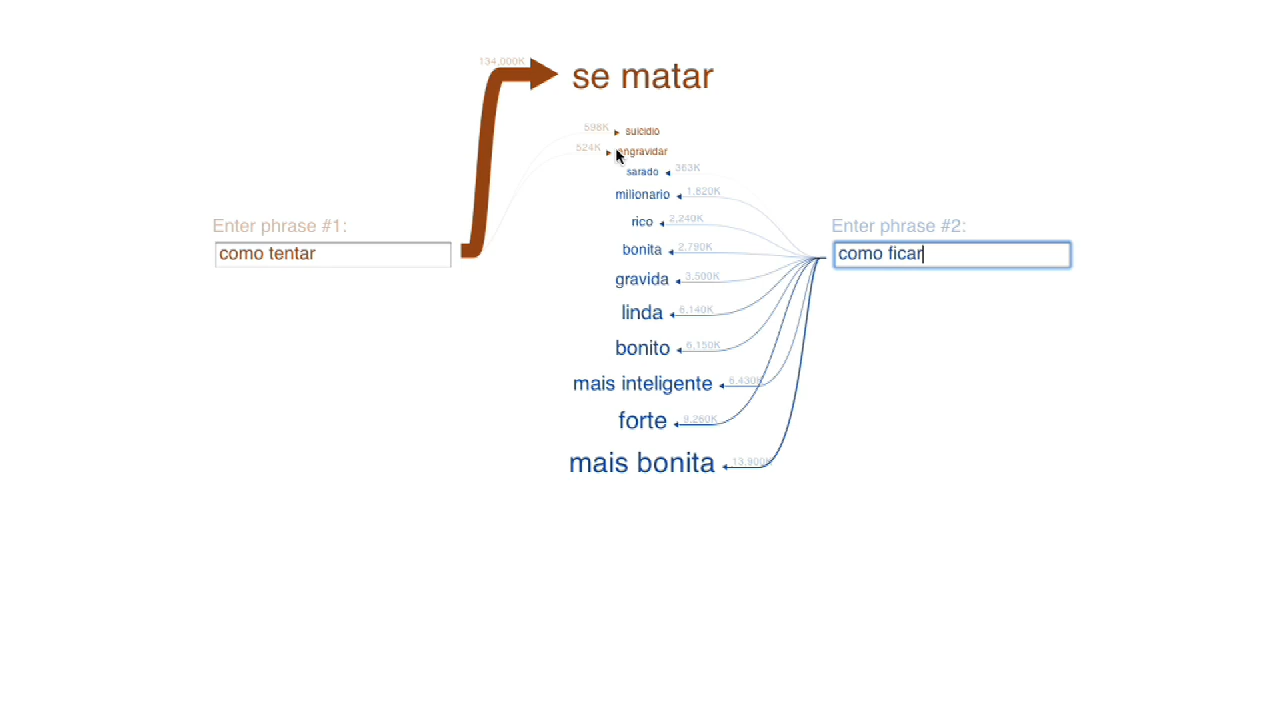 134,000K
se matar
598K
suicidio
524K
engravidar
sarado 363K
milionario 1,820K
rico 2,240K
Enter phrase #1:
Enter phrase #2:
como tentar
como ficar
bonita 2,790K
gravida 3,500K
linda 6,140K
bonito 6,150K
mais inteligente 6,430K
forte 9,260K
mais bonita 13,900K